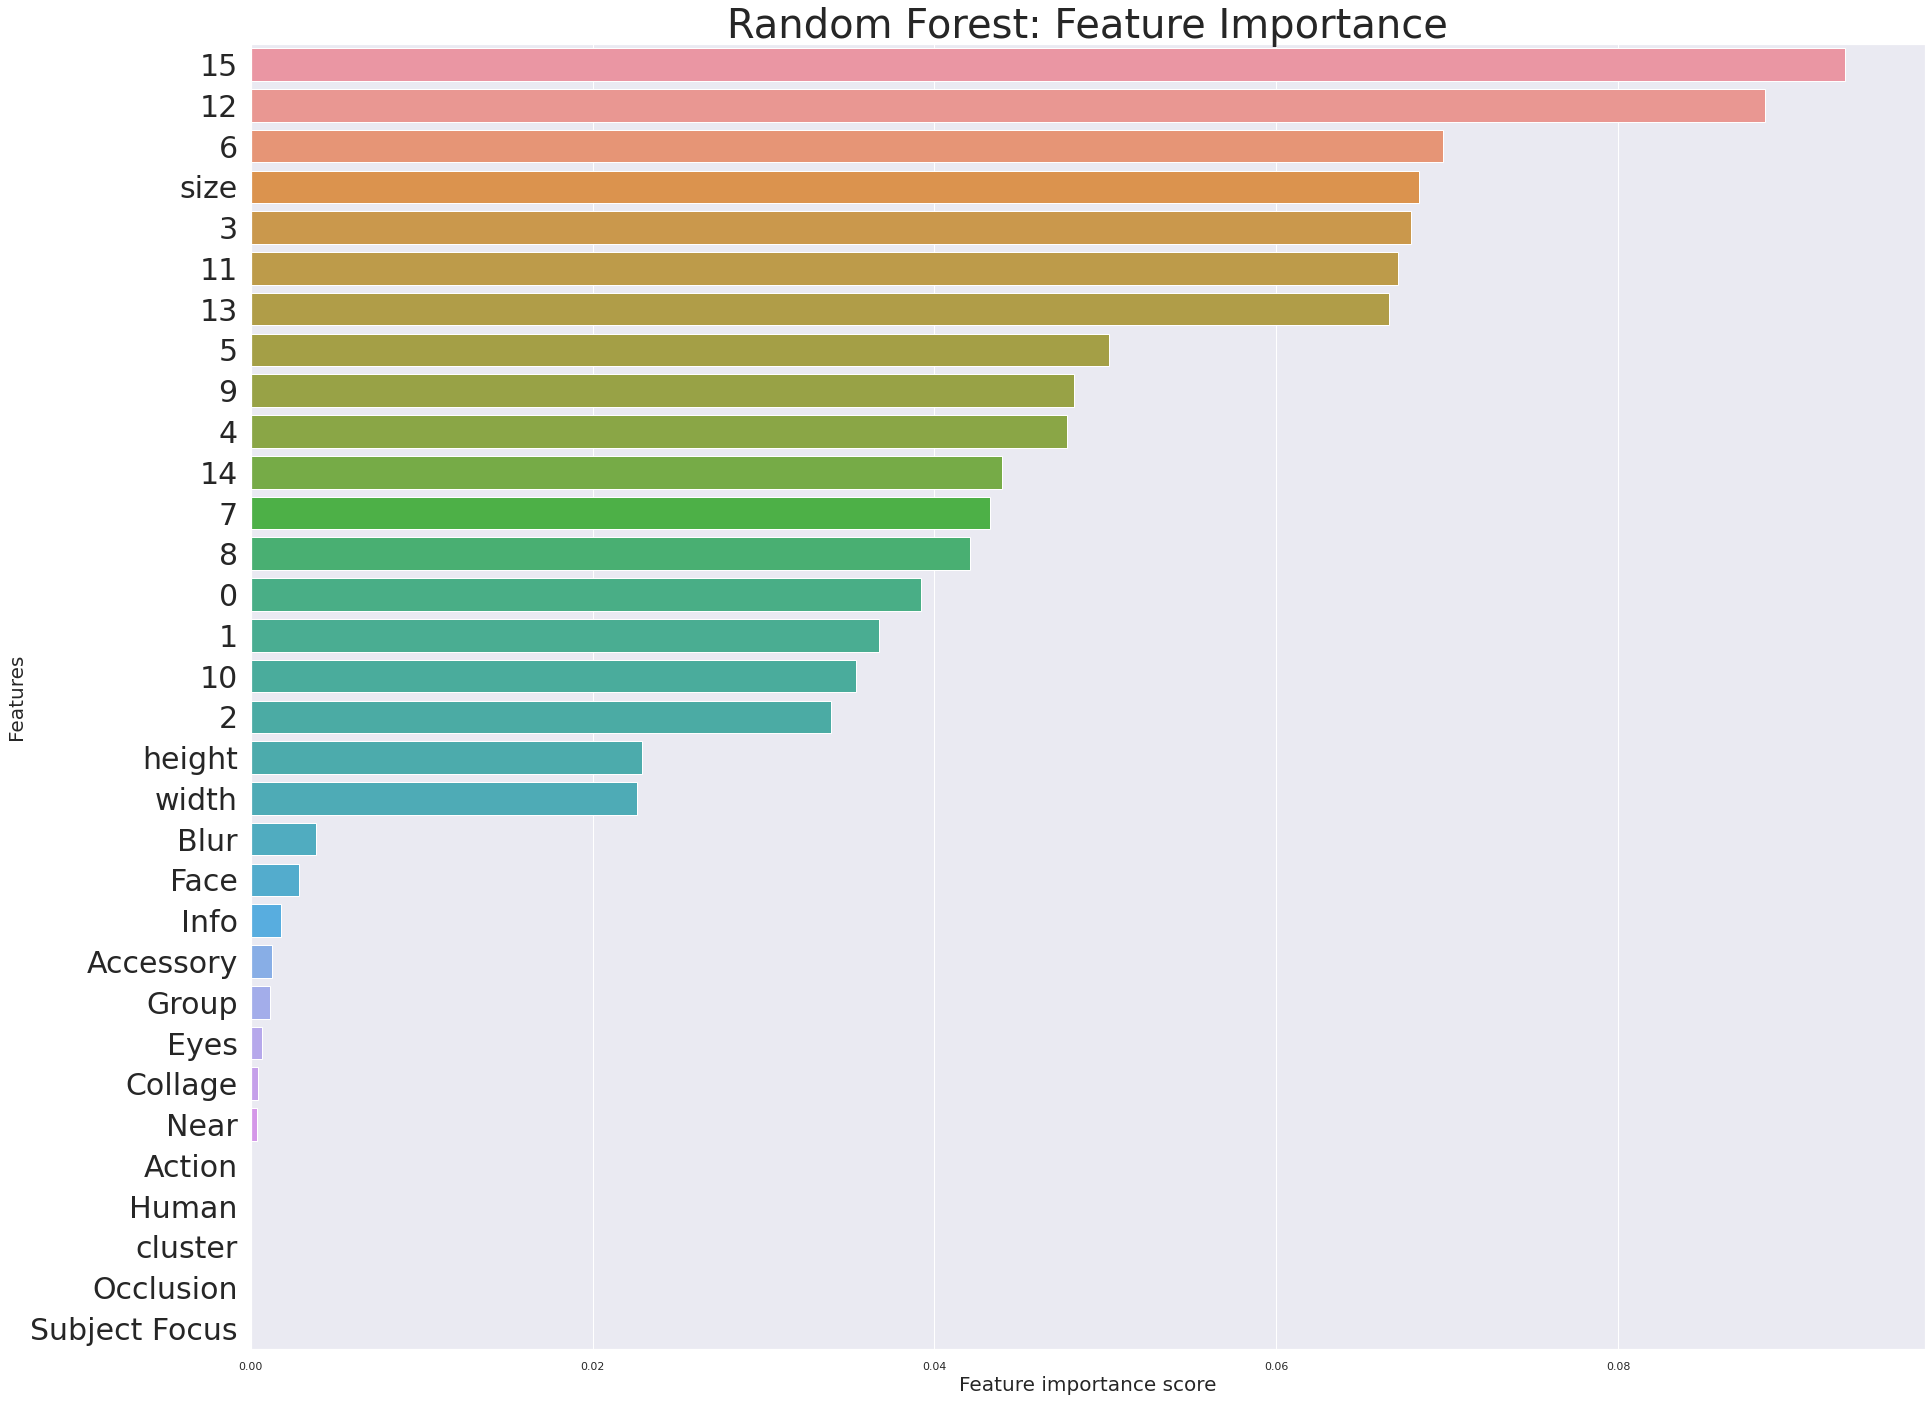 Random Forest: Feature Importance
15
12
6
size
3
11
13
5
9
4
14
7
8
0
1
10
2
height
width
Blur
Face
Info
Accessory
Group
Eyes
Collage
Near
Action
Human
cluster
Occlusion
Subject Focus
Features
0.00 0.02 0.04 0.06 0.08
Feature importance score